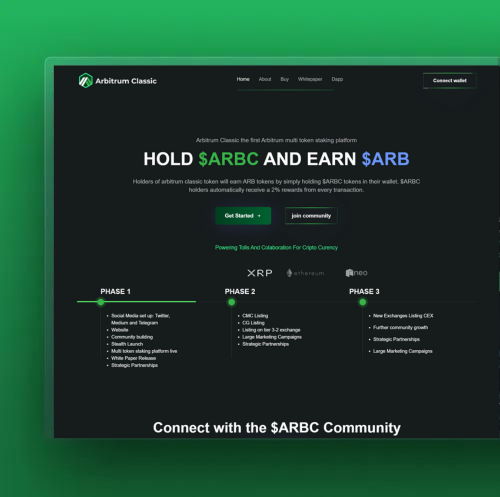 Arbitrum Classic
Home About Buy Whitepaper Dapp
Connect wallet
Arbitrum Classic the first Arbitrum multi token staking platform
HOLD $ARBC AND EARN $ARB
Holders of arbitrum classic token will earn ARB tokens by simply holding $ARBC tokens in their wallet. $ARBC
holders automatically receive a 2% rewards from every transaction.
Get Started →
join community
Powering Tolls And Colaboration For Cripto Curency
XRP ethereum neo
PHASE 1
• Social Media set up: Twitter,
Medium and Telegram
• Website
• Community building
• Stealth Launch
• Multi token staking platform live
• White Paper Release
• Strategic Partnerships
PHASE 2
• CMC Listing
• CG Listing
• Listing on tier 3-2 exchange
• Large Marketing Campaigns
• Strategic Partnerships
PHASE 3
• New Exchanges Listing CEX
• Further community growth
• Strategic Partnerships
• Large Marketing Campaigns
Connect with the $ARBC Community